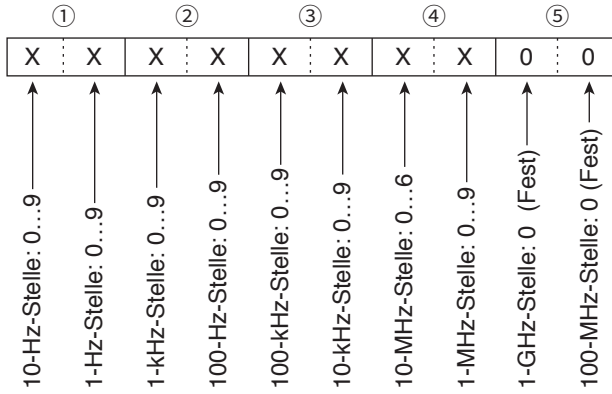 ① ② ③ ④ ⑤
X X X X X X X X 0 0
10-Hz-Stelle: 0…9
1-Hz-Stelle: 0…9
1-kHz-Stelle: 0…9
100-Hz-Stelle: 0…9
100-kHz-Stelle: 0…9
10-kHz-Stelle: 0…9
10-MHz-Stelle: 0…6
1-MHz-Stelle: 0…9
1-GHz-Stelle: 0 (Fest)
100-MHz-Stelle: 0 (Fest)